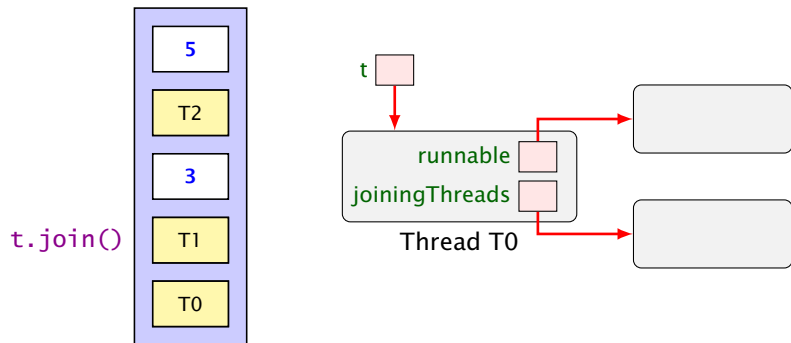 5
T2
3
t.join()
T1
T0
t
runnable
joiningThreads
Thread T0